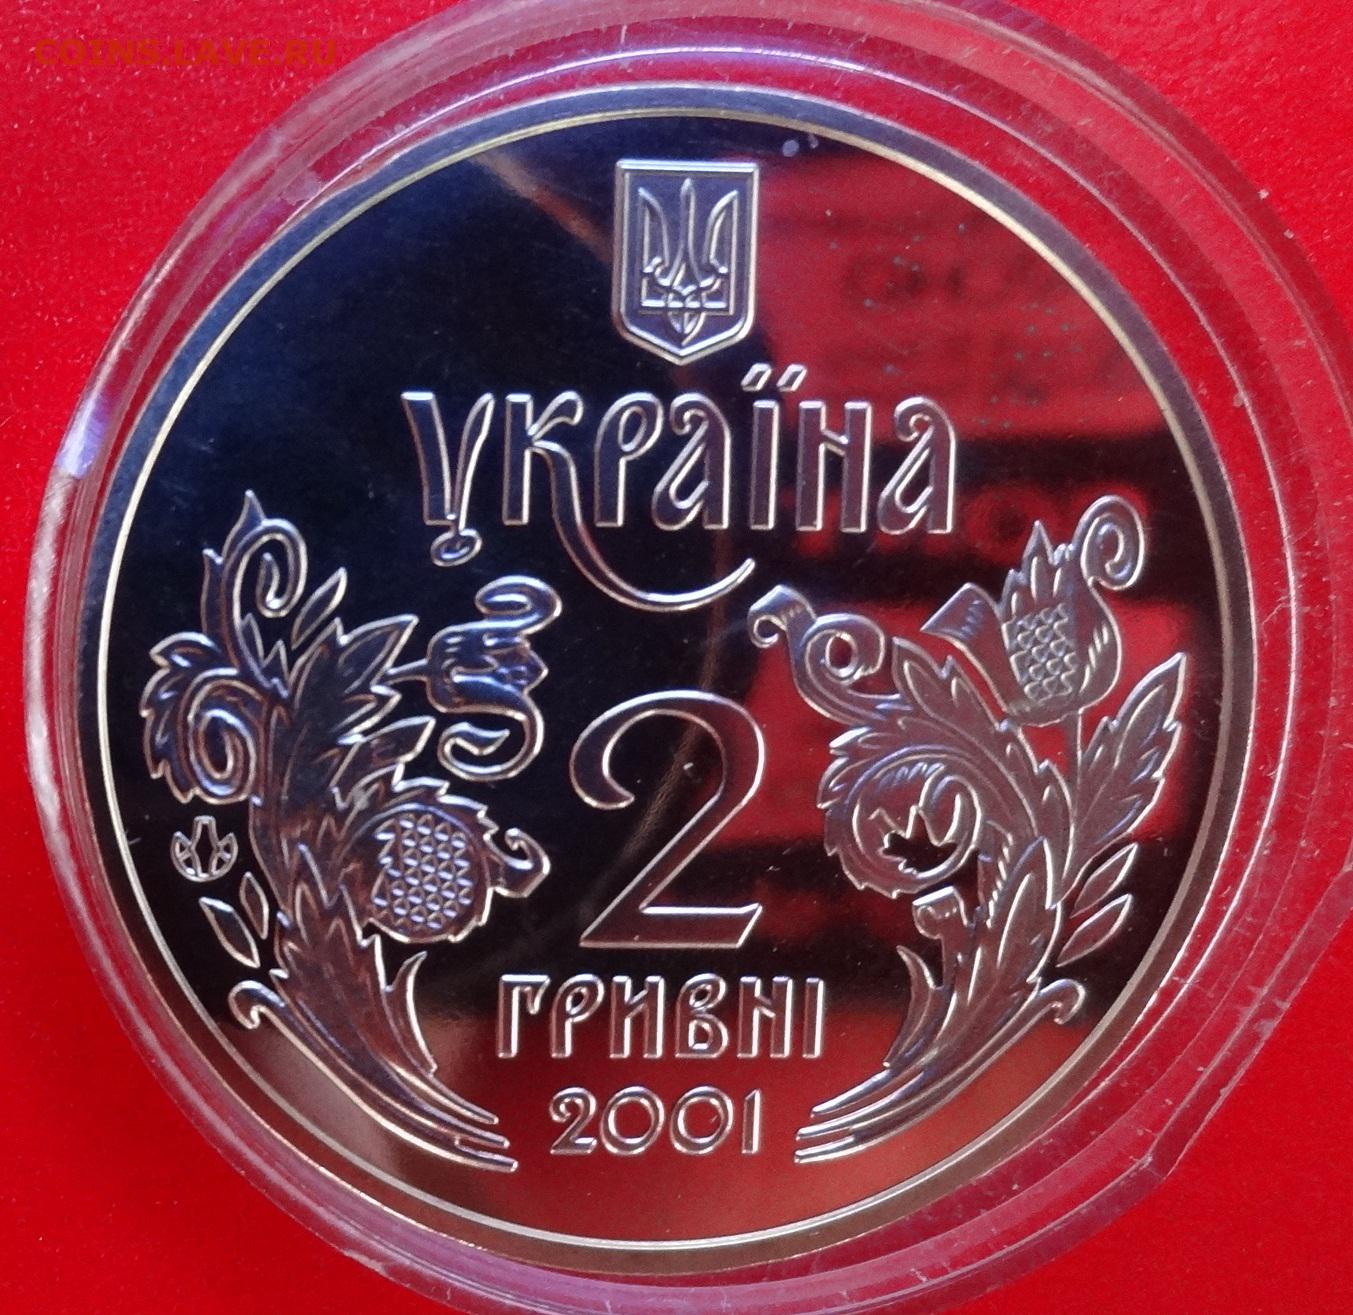 COINS.LAVE.RU
УКРАЇНА
2
ГРИВНІ
2001